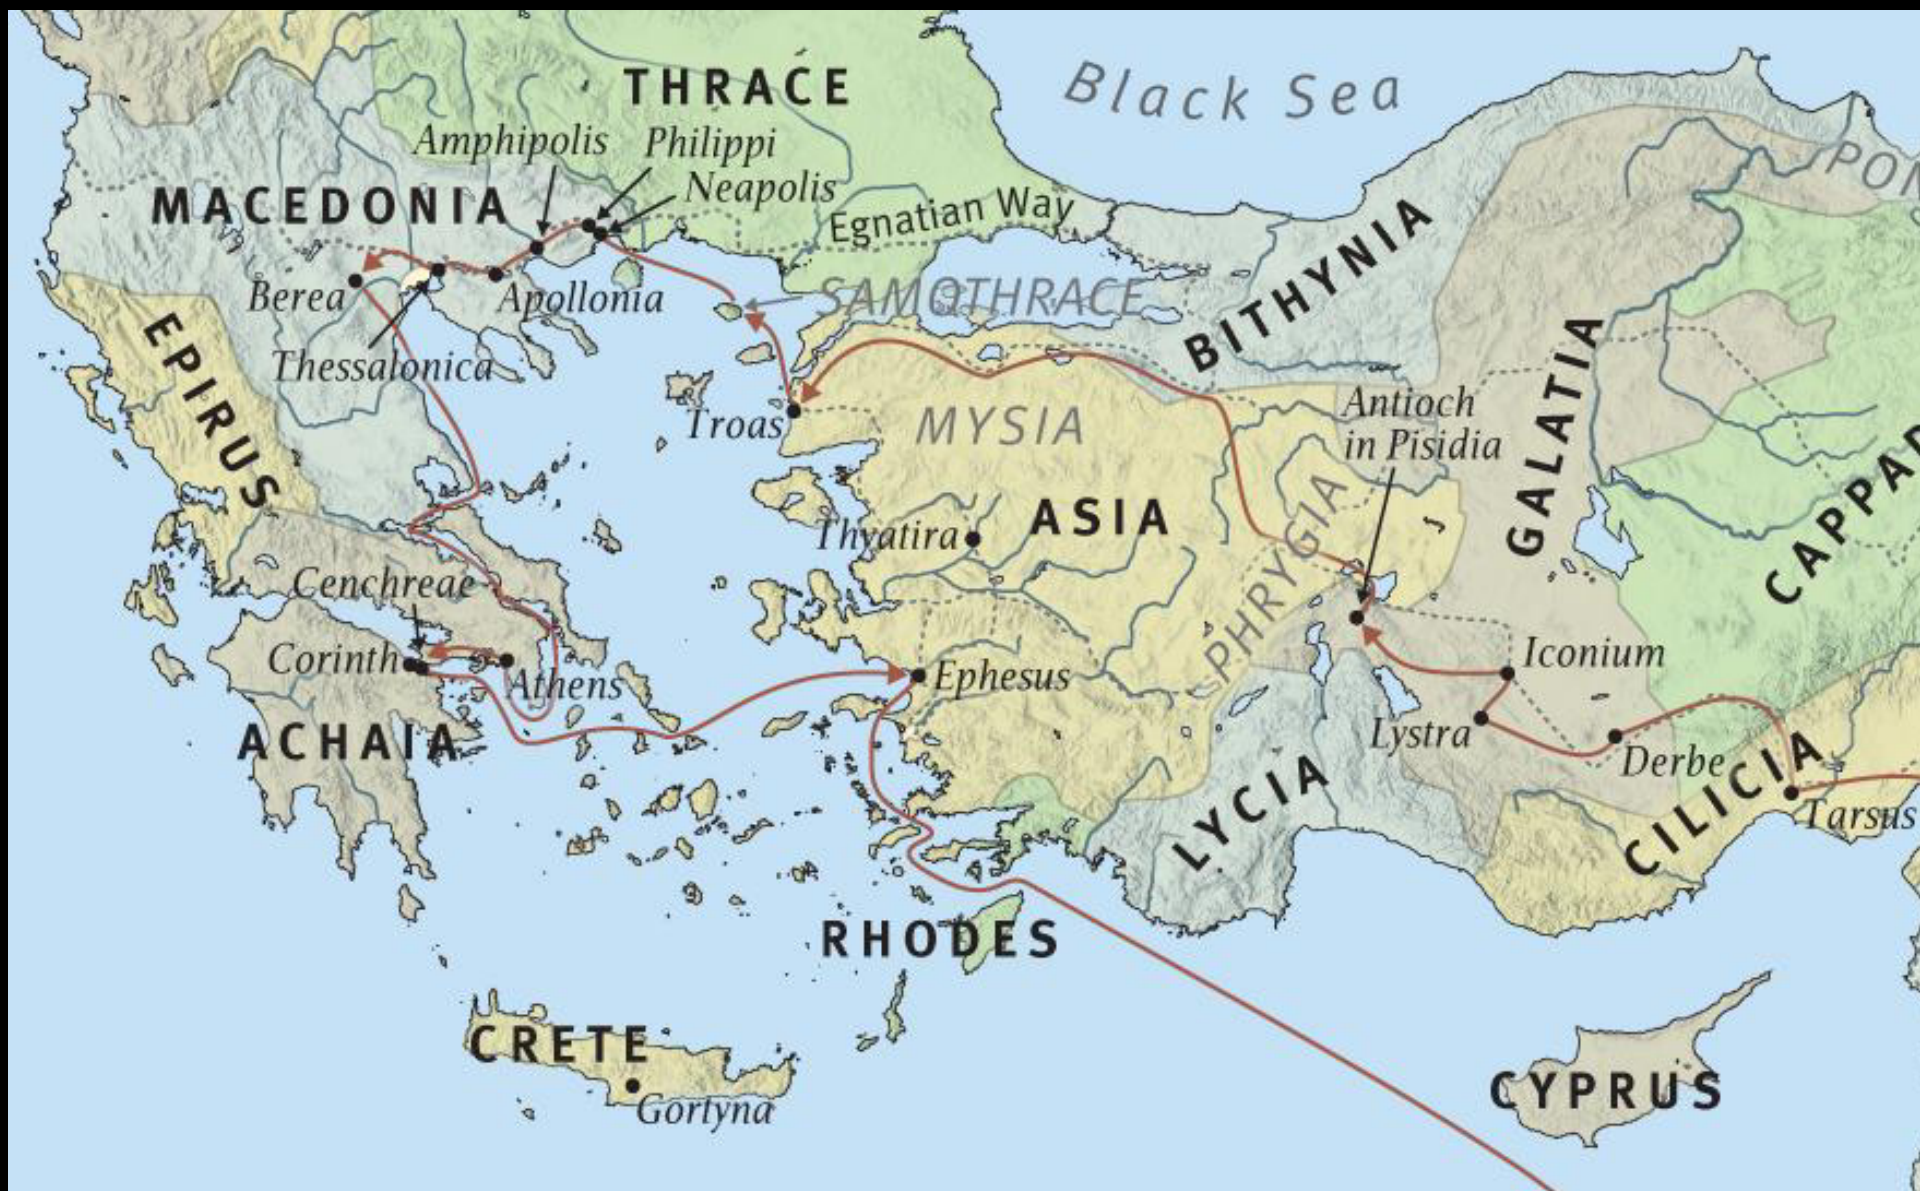 THRACE
Black Sea
Amphipolis
Philippi
Neapolis
MACEDONIA
Egnatian Way
PON
BITHYNIA
SAMOTHRACE
Berea
Apollonia
Thessalonica
EPIRUS
Troas
MYSIA
Antioch
in Pisidia
GALATIA
CAPPAD
Thyatira
ASIA
PHRYGIA
Cenchreae
Corinth
Athens
Ephesus
Iconium
ACHAIA
Lystra
Derbe
LYCIA
CILICIA
Tarsus
RHODES
CRETE
Gortyna
CYPRUS